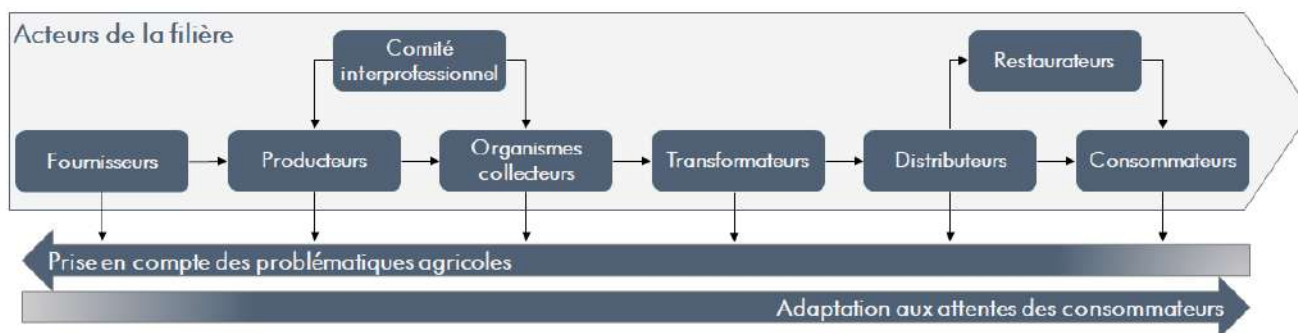 Acteurs de la filière
Comité
interprofessionnel
Restaurateurs
Fournisseurs
Producteurs
Organismes
collecteurs
Transformateurs
Distributeurs
Consommateurs
Prise en compte des problématiques agricoles
Adaptation aux attentes des consommateurs